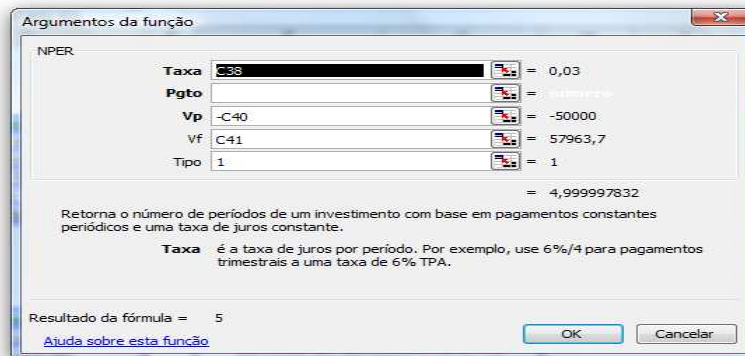 Argumentos da função
NPER
Taxa C38 = 0,03
Pgto =
Vp -C40 = -50000
Vf C41 = 57963,7
Tipo 1 = 1
= 4,999997832
Retorna o número de períodos de um investimento com base em pagamentos constantes
periódicos e uma taxa de juros constante.
Taxa é a taxa de juros por período. Por exemplo, use 6%/4 para pagamentos
trimestrais a uma taxa de 6% TPA.
Resultado da fórmula = 5
Ajuda sobre esta função
OK Cancelar